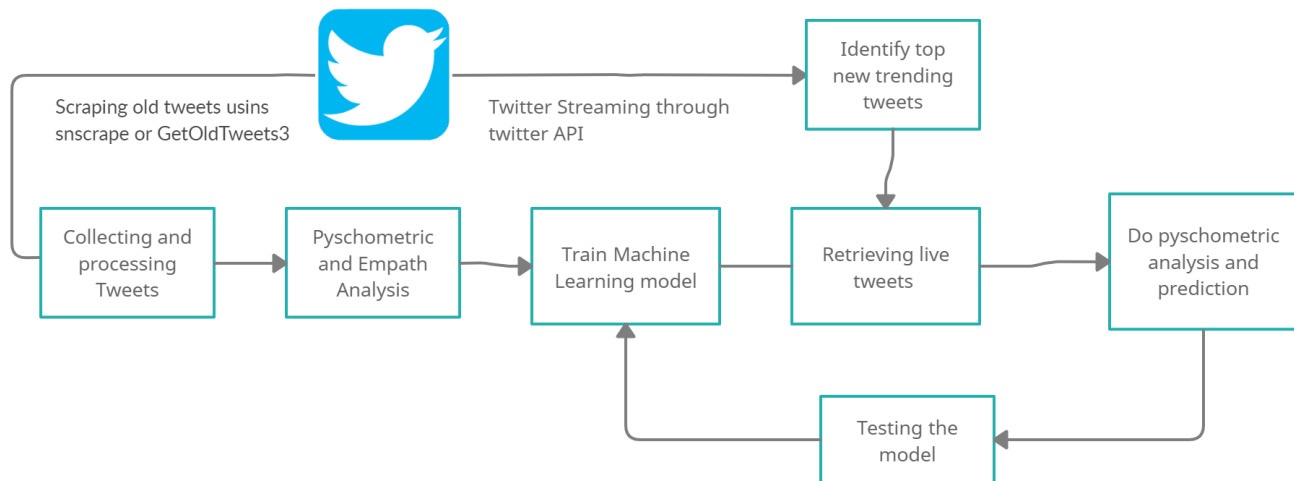 Scraping old tweets usins
snscrape or GetOldTweets3
Twitter Streaming through
twitter API
Identify top
new trending
tweets
Collecting and
processing
Tweets
Pyschometric
and Empath
Analysis
Train Machine
Learning model
Retrieving live
tweets
Do pyschometric
analysis and
prediction
Testing the
model